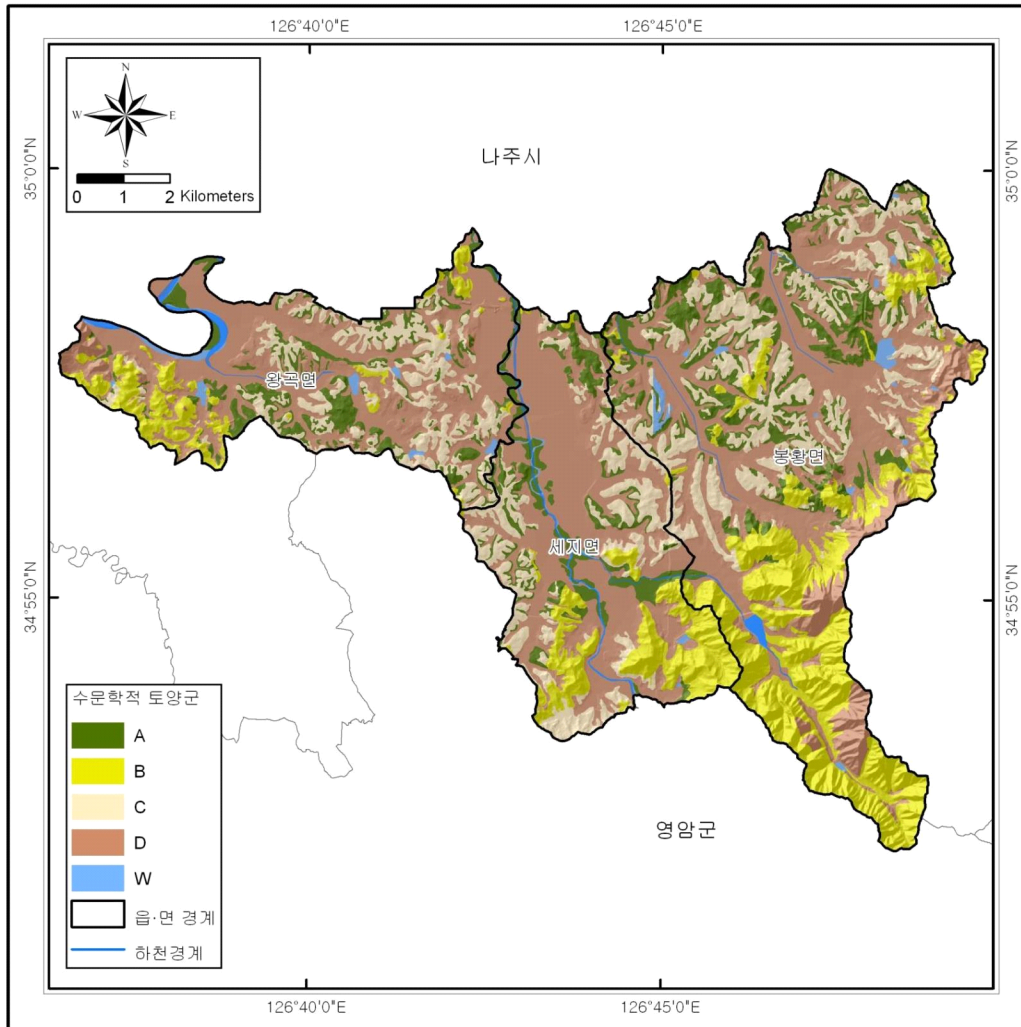 126°40'0"E
126°45'0"E
N
W
E
S
0 1 2 Kilometers
나주시
35°0'0"N
35°0'0"N
왕곡면
봉황면
세지면
34°55'0"N
34°55'0"N
수문학적 토양군
A
B
C
D
W
읍·면 경계
하천경계
영암군
126°40'0"E
126°45'0"E